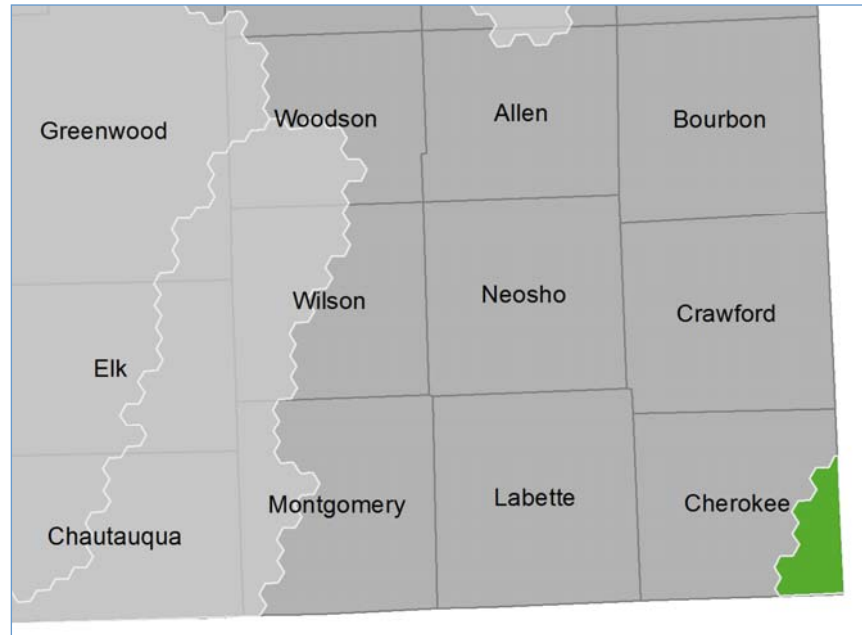 Greenwood
Woodson
Allen
Bourbon
Elk
Wilson
Neosho
Crawford
Chautauqua
Montgomery
Labette
Cherokee